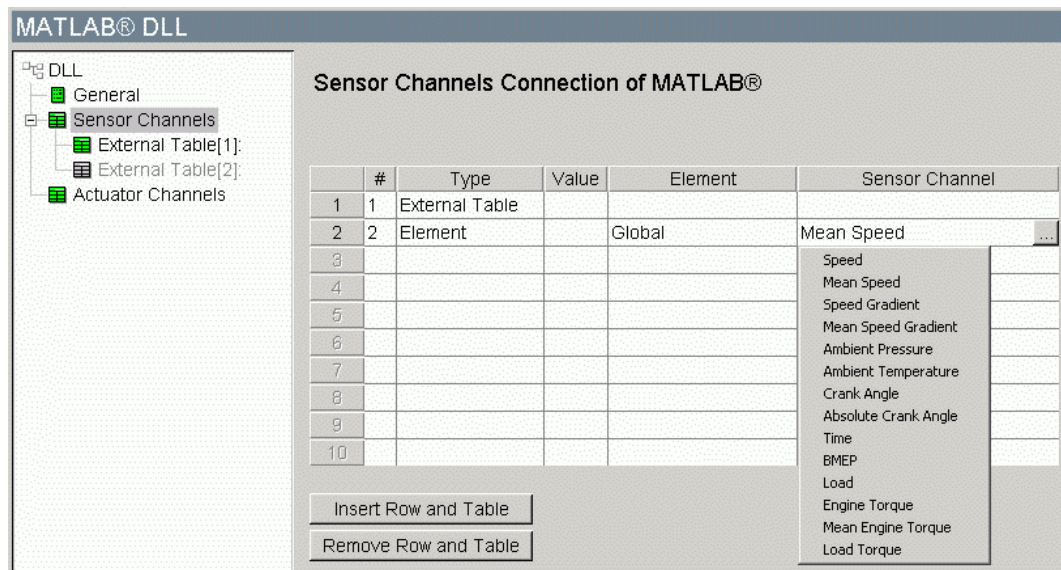 MATLAB® DLL
DLL
General
Sensor Channels
External Table[1]:
External Table[2]:
Actuator Channels
Sensor Channels Connection of MATLAB®
# Type Value Element Sensor Channel
1 1 External Table
2 2 Element Global Mean Speed ...
3
4
5
6
7
8
9
10
Speed
Mean Speed
Speed Gradient
Mean Speed Gradient
Ambient Pressure
Ambient Temperature
Crank Angle
Absolute Crank Angle
Time
BMEP
Load
Engine Torque
Mean Engine Torque
Load Torque
Insert Row and Table
Remove Row and Table